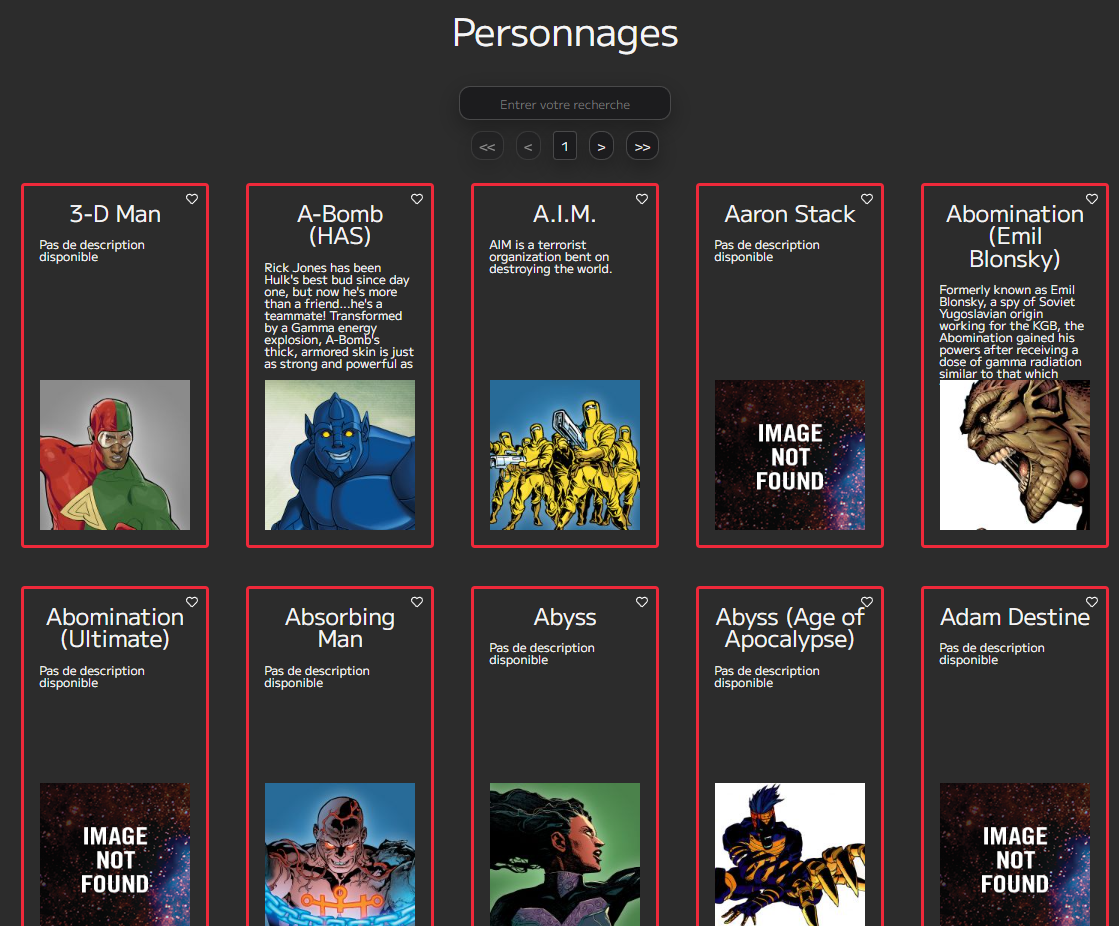 Personnages
Entrer votre recherche
<< < 1 > >>
3-D Man
Pas de description
disponible
A-Bomb
(HAS)
Rick Jones has been
Hulk's best bud since day
one, but now he's more
than a friend...he's a
teammate! Transformed
by a Gamma energy
explosion, A-Bomb's
thick, armored skin is just
as strong and powerful as
A.I.M.
AIM is a terrorist
organization bent on
destroying the world.
Aaron Stack
Pas de description
disponible
IMAGE
NOT
FOUND
Abomination
(Emil
Blonsky)
Formerly known as Emil
Blonsky, a spy of Soviet
Yugoslavian origin
working for the KGB, the
Abomination gained his
powers after receiving a
dose of gamma radiation
similar to that which
Abomination
(Ultimate)
Pas de description
disponible
IMAGE
NOT
FOUND
Absorbing
Man
Pas de description
disponible
Abyss
Pas de description
disponible
Abyss (Age of
Apocalypse)
Pas de description
disponible
Adam Destine
Pas de description
disponible
IMAGE
NOT
FOUND